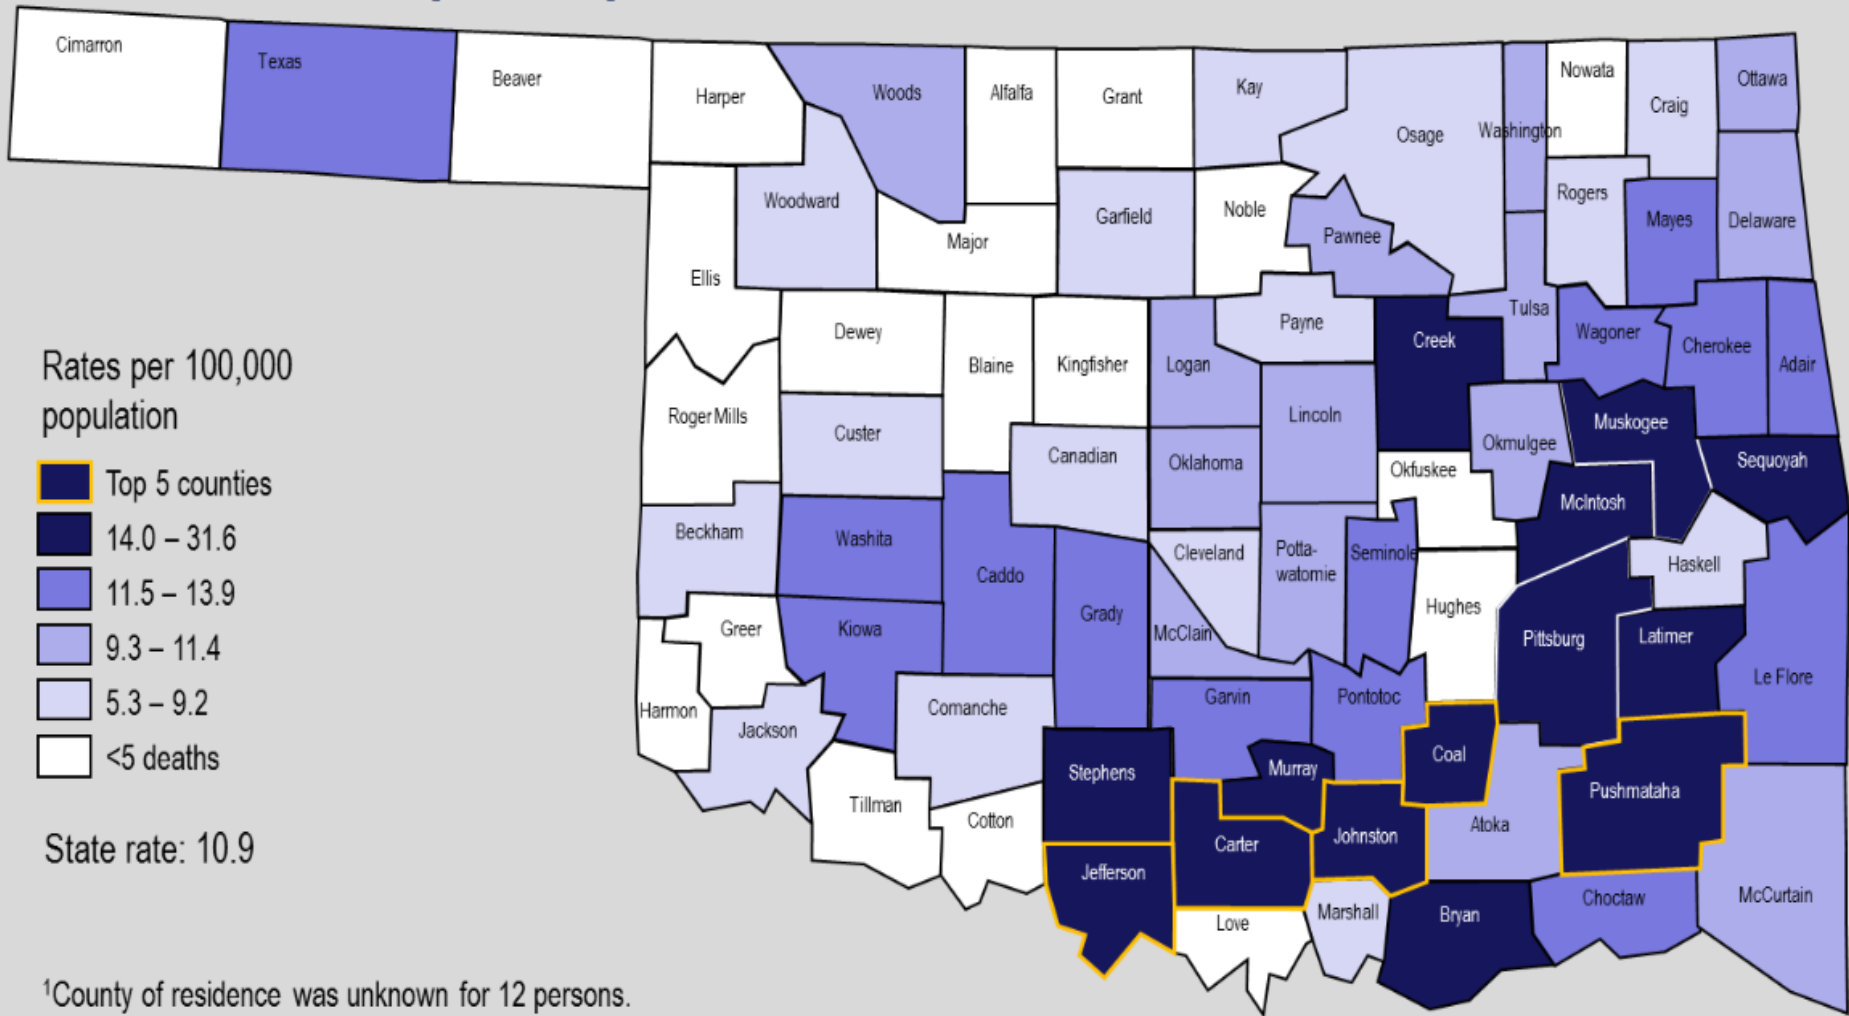 Cimarron
Texas
Beaver
Harper
Woods
Alfalfa
Grant
Kay
Osage
Washington
Nowata
Craig
Ottawa
Woodward
Ellis
Major
Garfield
Noble
Pawnee
Rogers
Mayes
Delaware
Dewey
Blaine
Kingfisher
Logan
Payne
Creek
Tulsa
Wagoner
Cherokee
Adair
Roger Mills
Custer
Canadian
Oklahoma
Lincoln
Okfuskee
Okmulgee
Muskogee
Sequoyah
McIntosh
Beckham
Washita
Caddo
Grady
Cleveland
McClain
Potta-
watomie
Seminole
Hughes
Haskell
Pittsburg
Latimer
Le Flore
Greer
Kiowa
Harmon
Jackson
Comanche
Garvin
Pontotoc
Coal
Stephens
Murray
Tillman
Cotton
Carter
Johnston
Atoka
Pushmataha
Jefferson
Love
Marshall
Bryan
Choctaw
McCurtain
Rates per 100,000
population
Top 5 counties
14.0 – 31.6
11.5 – 13.9
9.3 – 11.4
5.3 – 9.2
<5 deaths
State rate: 10.9
¹County of residence was unknown for 12 persons.